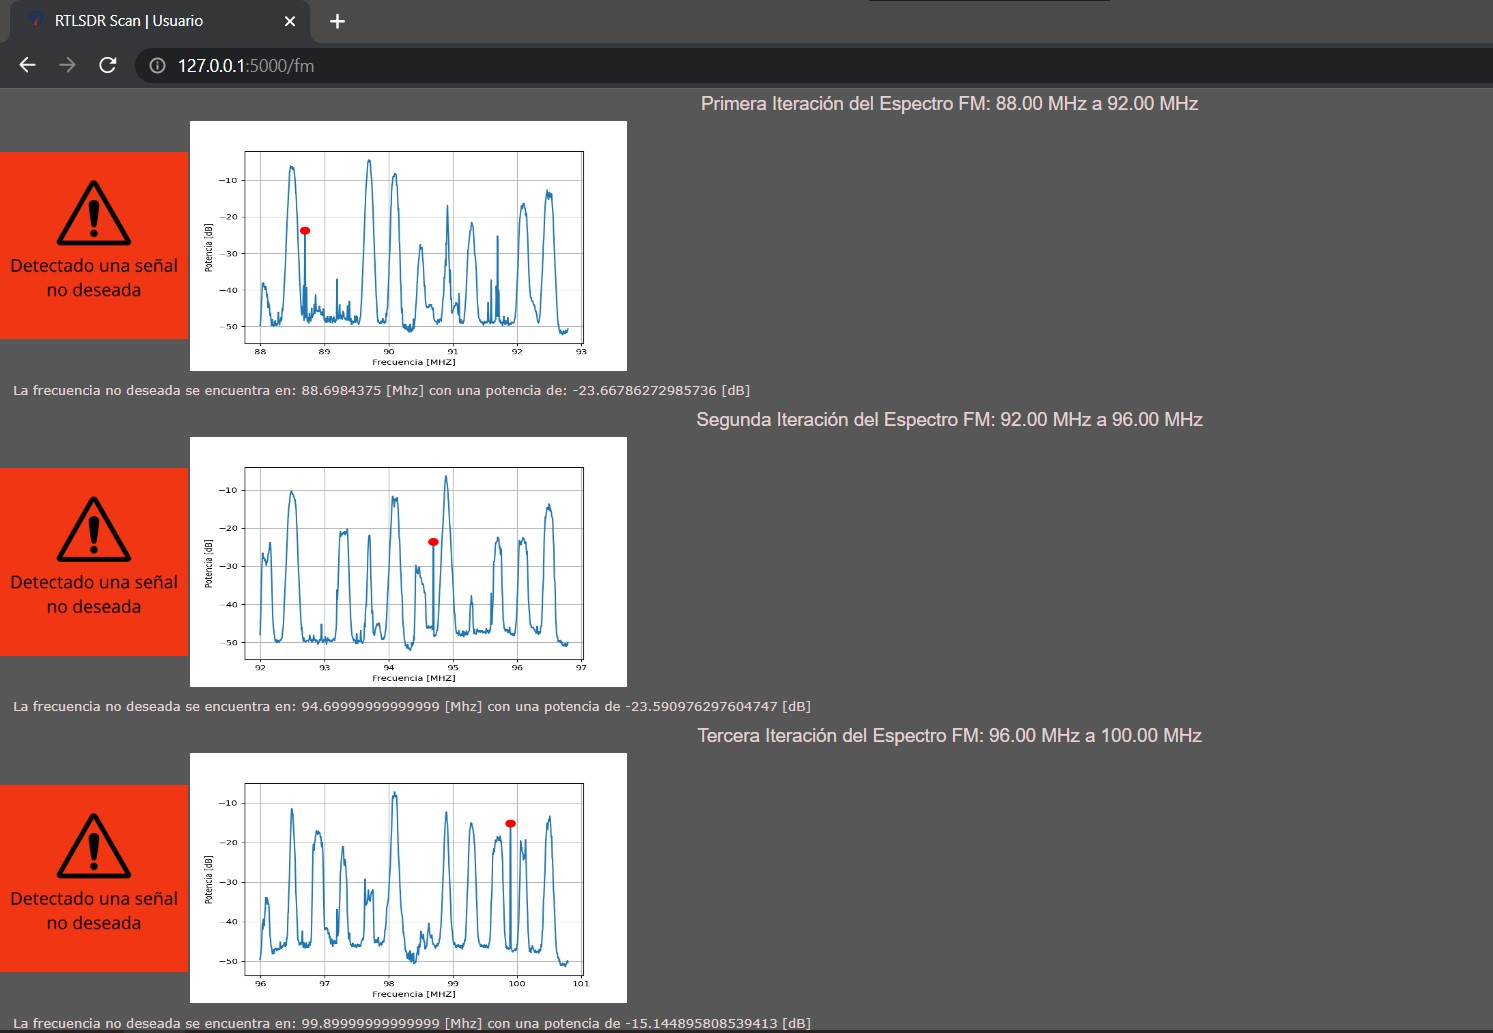 RTLSDR Scan | Usuario
127.0.0.1:5000/fm
Primera Iteración del Espectro FM: 88.00 MHz a 92.00 MHz
Detectado una señal
no deseada
−10
−20
−30
−40
−50
Potencia [dB]
88 89 90 91 92 93
Frecuencia [MHZ]
La frecuencia no deseada se encuentra en: 88.6984375 [Mhz] con una potencia de: -23.66786272985736 [dB]
Segunda Iteración del Espectro FM: 92.00 MHz a 96.00 MHz
Detectado una señal
no deseada
−10
−20
−30
−40
−50
Potencia [dB]
92 93 94 95 96 97
Frecuencia [MHZ]
La frecuencia no deseada se encuentra en: 94.69999999999999 [Mhz] con una potencia de -23.590976297604747 [dB]
Tercera Iteración del Espectro FM: 96.00 MHz a 100.00 MHz
Detectado una señal
no deseada
−10
−20
−30
−40
−50
Potencia [dB]
96 97 98 99 100 101
Frecuencia [MHZ]
La frecuencia no deseada se encuentra en: 99.89999999999999 [Mhz] con una potencia de -15.144895808539413 [dB]